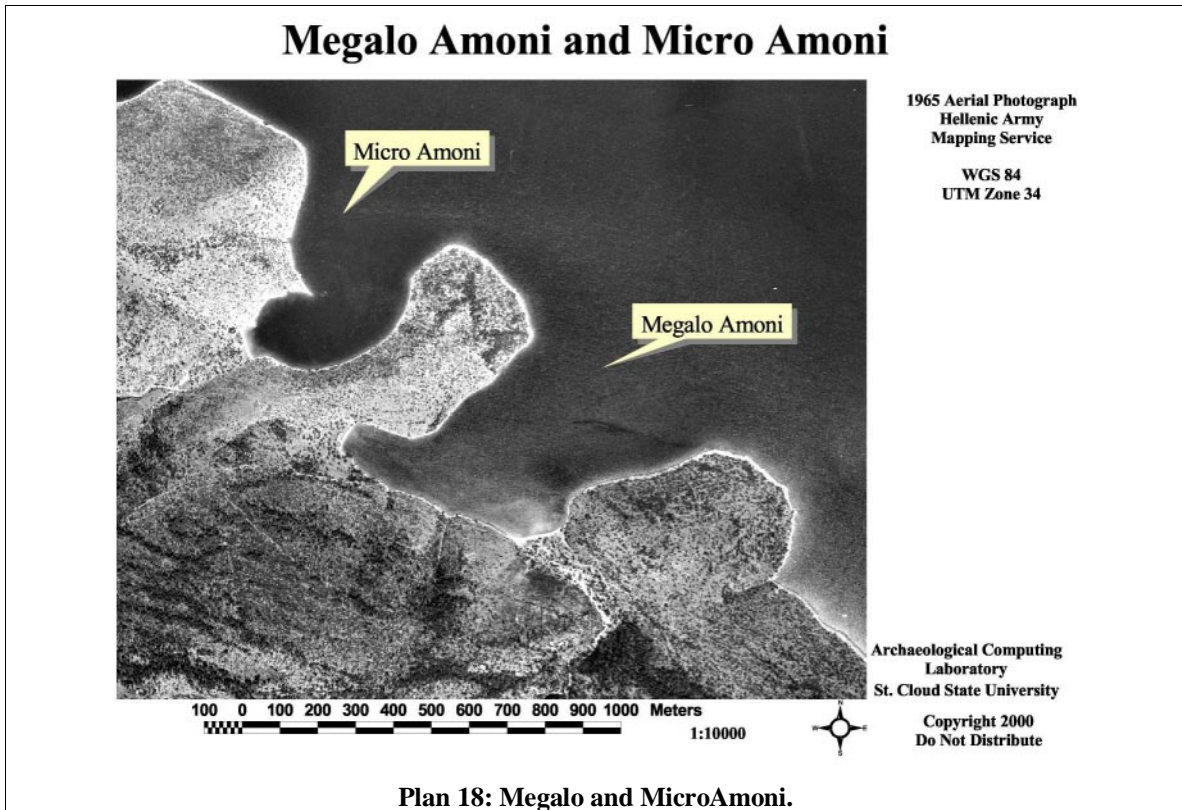 Megalo Amoni and Micro Amoni
1965 Aerial Photograph
Hellenic Army
Mapping Service
WGS 84
UTM Zone 34
Micro Amoni
Megalo Amoni
Archaeological Computing
Laboratory
St. Cloud State University
Copyright 2000
Do Not Distribute
100 0 100 200 300 400 500 600 700 800 900 1000 Meters
1:10000
N
W E
S
Plan 18: Megalo and MicroAmoni.